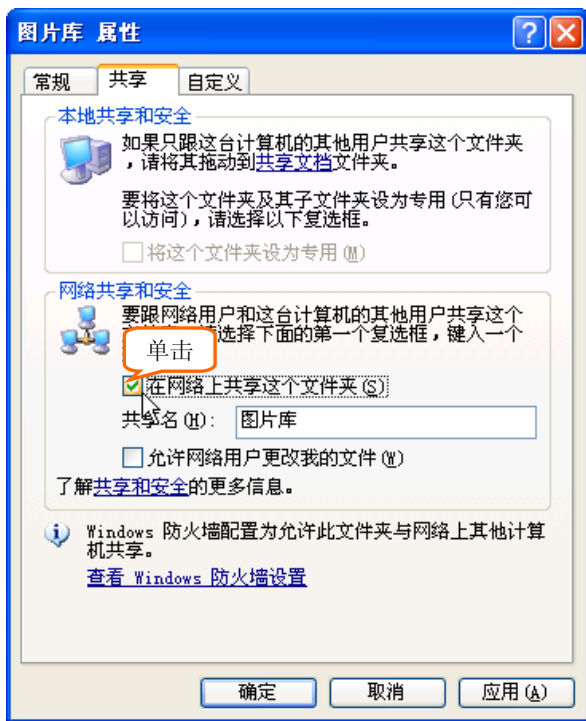 图片库 属性
常规 共享 自定义
本地共享和安全
如果只跟这台计算机的其他用户共享这个文件夹
，请将其拖动到共享文档文件夹。
要将这个文件夹及其子文件夹设为专用(只有您可
以访问)，请选择以下复选框。
将这个文件夹设为专用(M)
网络共享和安全
要跟网络用户和这台计算机的其他用户共享这个
选择下面的第一个复选框，键入一个
单击
在网络上共享这个文件夹(S)
共享名(H): 图片库
允许网络用户更改我的文件(W)
了解共享和安全的更多信息。
Windows 防火墙配置为允许此文件夹与网络上其他计算
机共享。
查看 Windows 防火墙设置
确定 取消 应用(A)